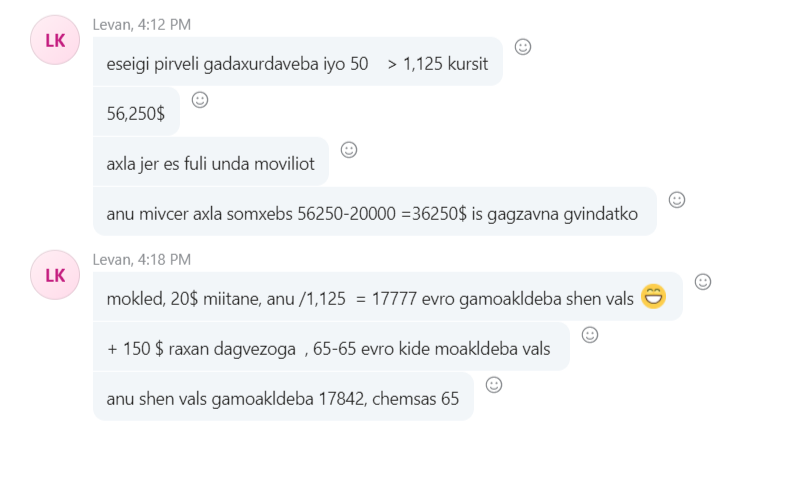 LK
Levan, 4:12 PM
eseigi pirveli gadaxurdaveba iyo 50 > 1,125 kursit
56,250$
axla jer es fuli unda moviliot
anu mivcer axla somxebs 56250-20000 =36250$ is gagzavna gvindatko
LK
Levan, 4:18 PM
mokled, 20$ miitane, anu /1,125 = 17777 evro gamoakldeba shen vals 😄
+ 150 $ raxan dagvezoga , 65-65 evro kide moakldeba vals
anu shen vals gamoakldeba 17842, chemsas 65